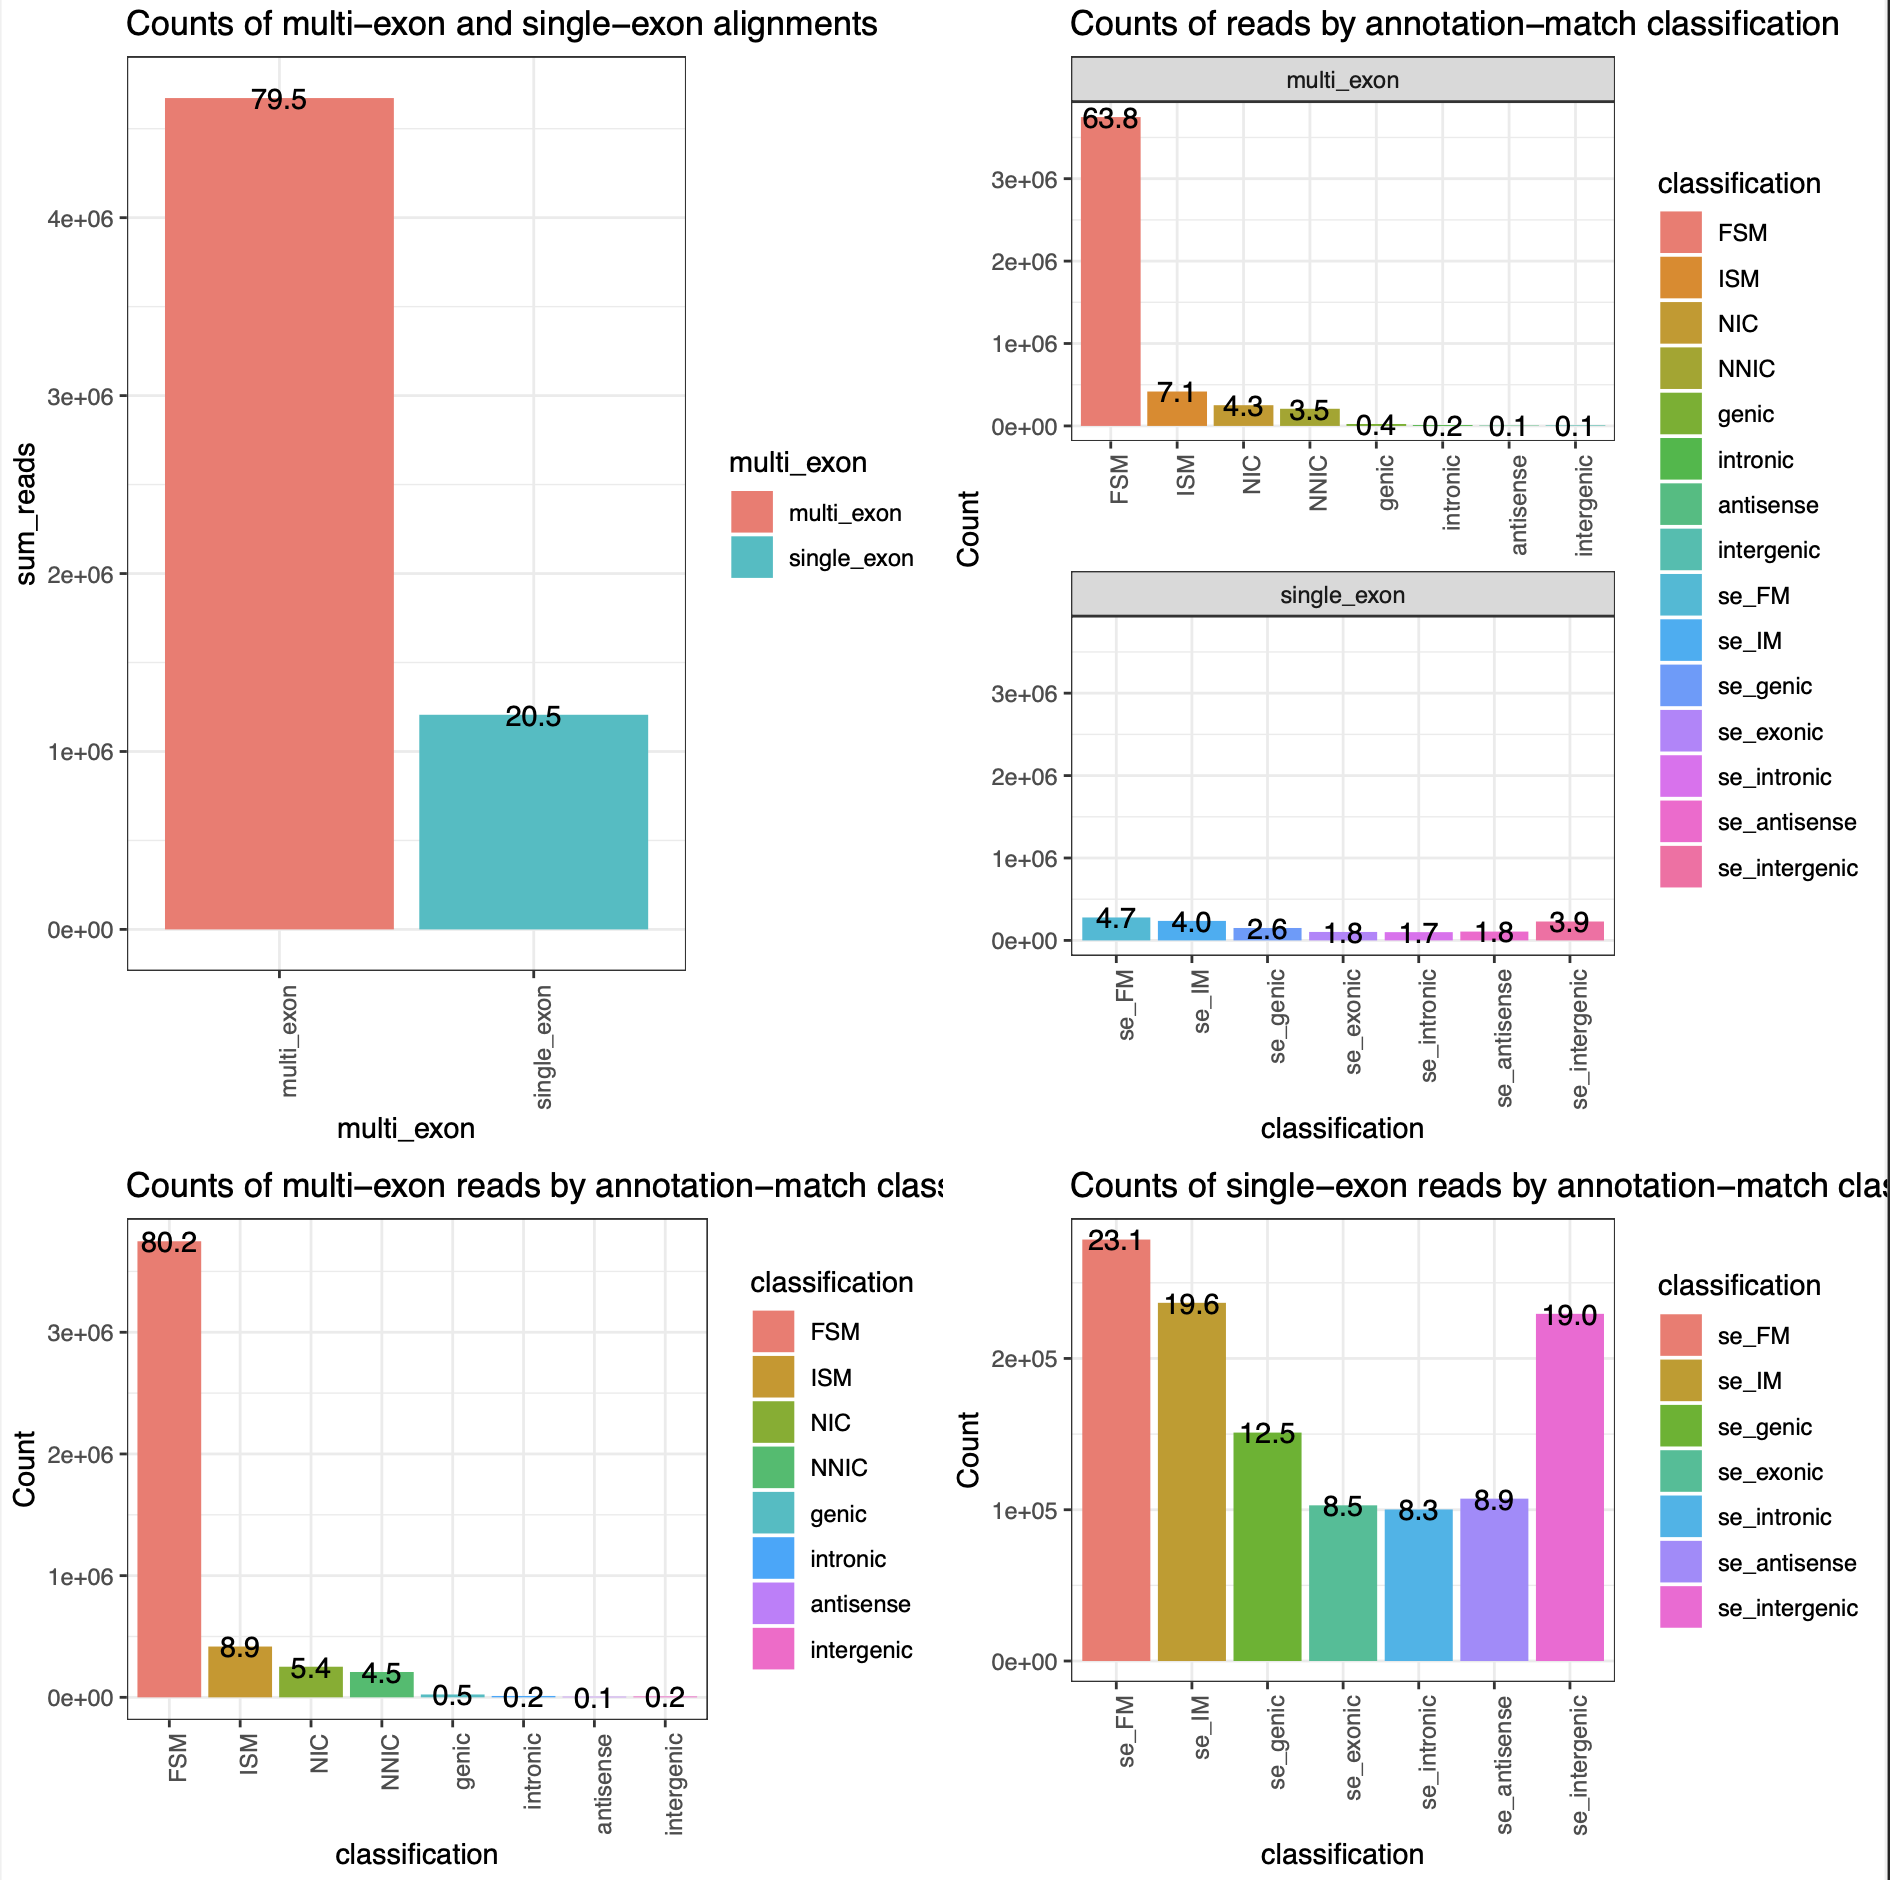 Counts of multi−exon and single−exon alignments
79.5
20.5
4e+06
3e+06
2e+06
1e+06
0e+00
sum_reads
multi_exon
single_exon
multi_exon
multi_exon
multi_exon
single_exon
Counts of reads by annotation−match classification
multi_exon
63.8
7.1
4.3
3.5
0.4
0.2
0.1
0.1
3e+06
2e+06
1e+06
0e+00
FSM
ISM
NIC
NNIC
genic
intronic
antisense
intergenic
Count
single_exon
4.7
4.0
2.6
1.8
1.7
1.8
3.9
3e+06
2e+06
1e+06
0e+00
se_FM
se_IM
se_genic
se_exonic
se_intronic
se_antisense
se_intergenic
classification
classification
FSM
ISM
NIC
NNIC
genic
intronic
antisense
intergenic
se_FM
se_IM
se_genic
se_exonic
se_intronic
se_antisense
se_intergenic
Counts of multi−exon reads by annotation−match class
80.2
8.9
5.4
4.5
0.5
0.2
0.1
0.2
3e+06
2e+06
1e+06
0e+00
Count
FSM
ISM
NIC
NNIC
genic
intronic
antisense
intergenic
classification
classification
FSM
ISM
NIC
NNIC
genic
intronic
antisense
intergenic
Counts of single−exon reads by annotation−match clas
23.1
19.6
12.5
8.5
8.3
8.9
19.0
2e+05
1e+05
0e+00
Count
se_FM
se_IM
se_genic
se_exonic
se_intronic
se_antisense
se_intergenic
classification
classification
se_FM
se_IM
se_genic
se_exonic
se_intronic
se_antisense
se_intergenic